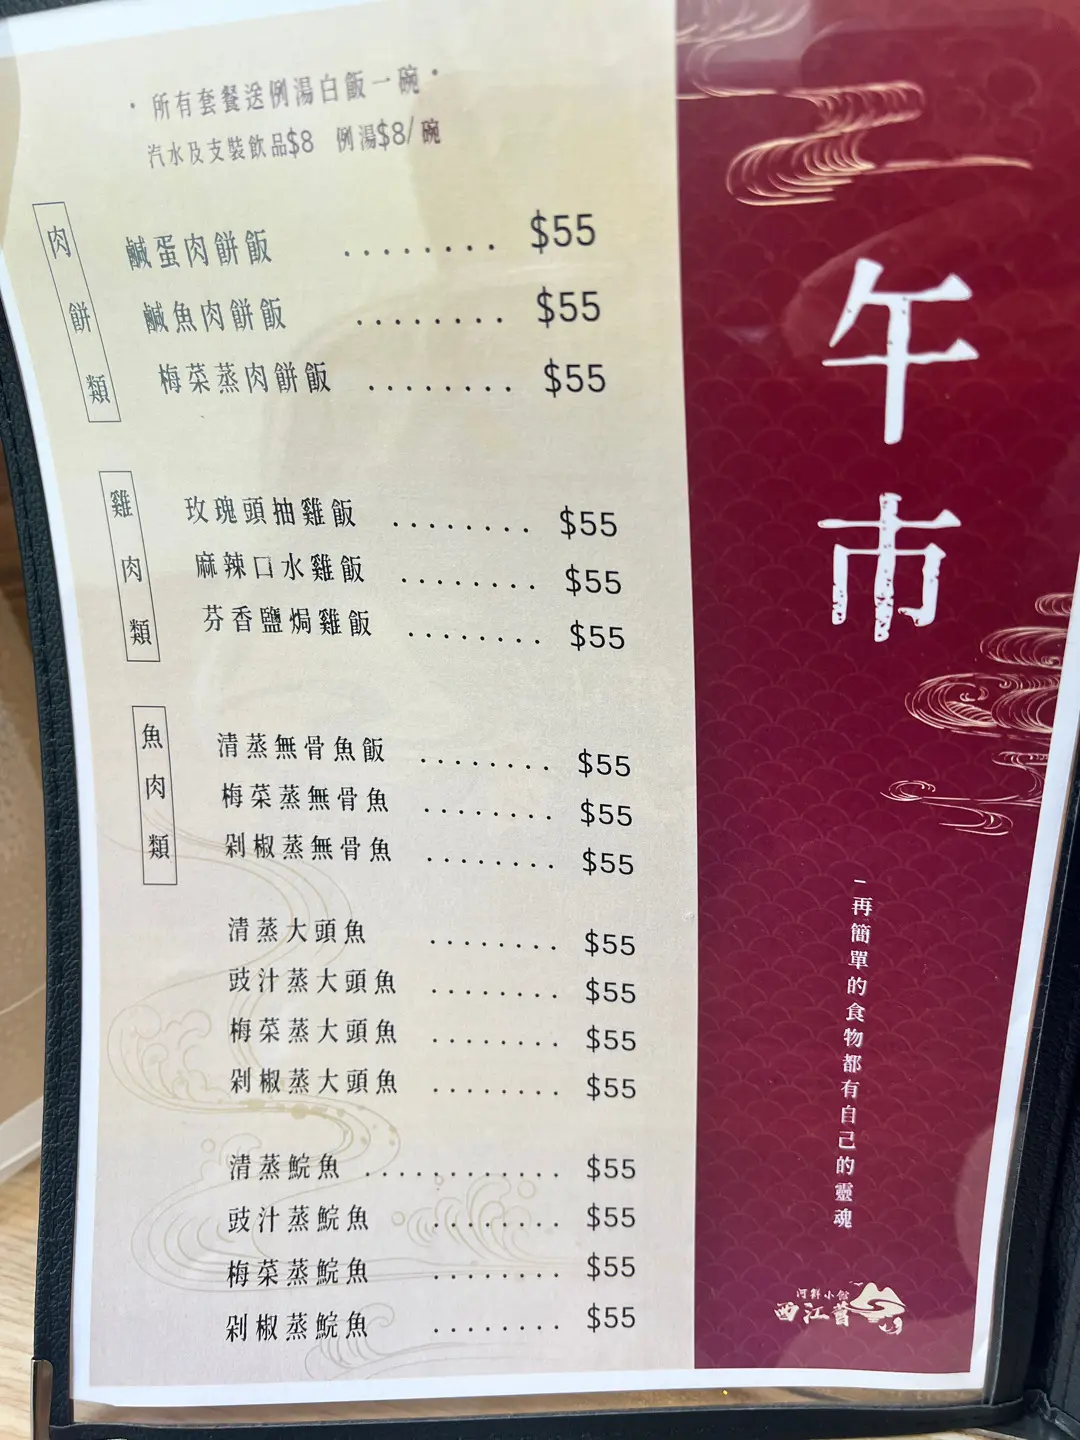 ·所有套餐送例湯白飯一碗·
汽水及支裝飲品$8 例湯$8/碗
肉餅類
鹹蛋肉餅飯 ........ $55
鹹魚肉餅飯 ........ $55
梅菜蒸肉餅飯 ........ $55
雞肉類
玫瑰頭抽雞飯 ........ $55
麻辣口水雞飯 ........ $55
芬香鹽焗雞飯 ........ $55
魚肉類
清蒸無骨魚飯 ........ $55
梅菜蒸無骨魚 ........ $55
剁椒蒸無骨魚 ........ $55
清蒸大頭魚 ........ $55
豉汁蒸大頭魚 ........ $55
梅菜蒸大頭魚 ........ $55
剁椒蒸大頭魚 ........ $55
清蒸鯇魚 ............ $55
豉汁蒸鯇魚 ........ $55
梅菜蒸鯇魚 ........ $55
剁椒蒸鯇魚 ........ $55
午市
–再簡單的食物都有自己的靈魂
河鮮小館
西江薈